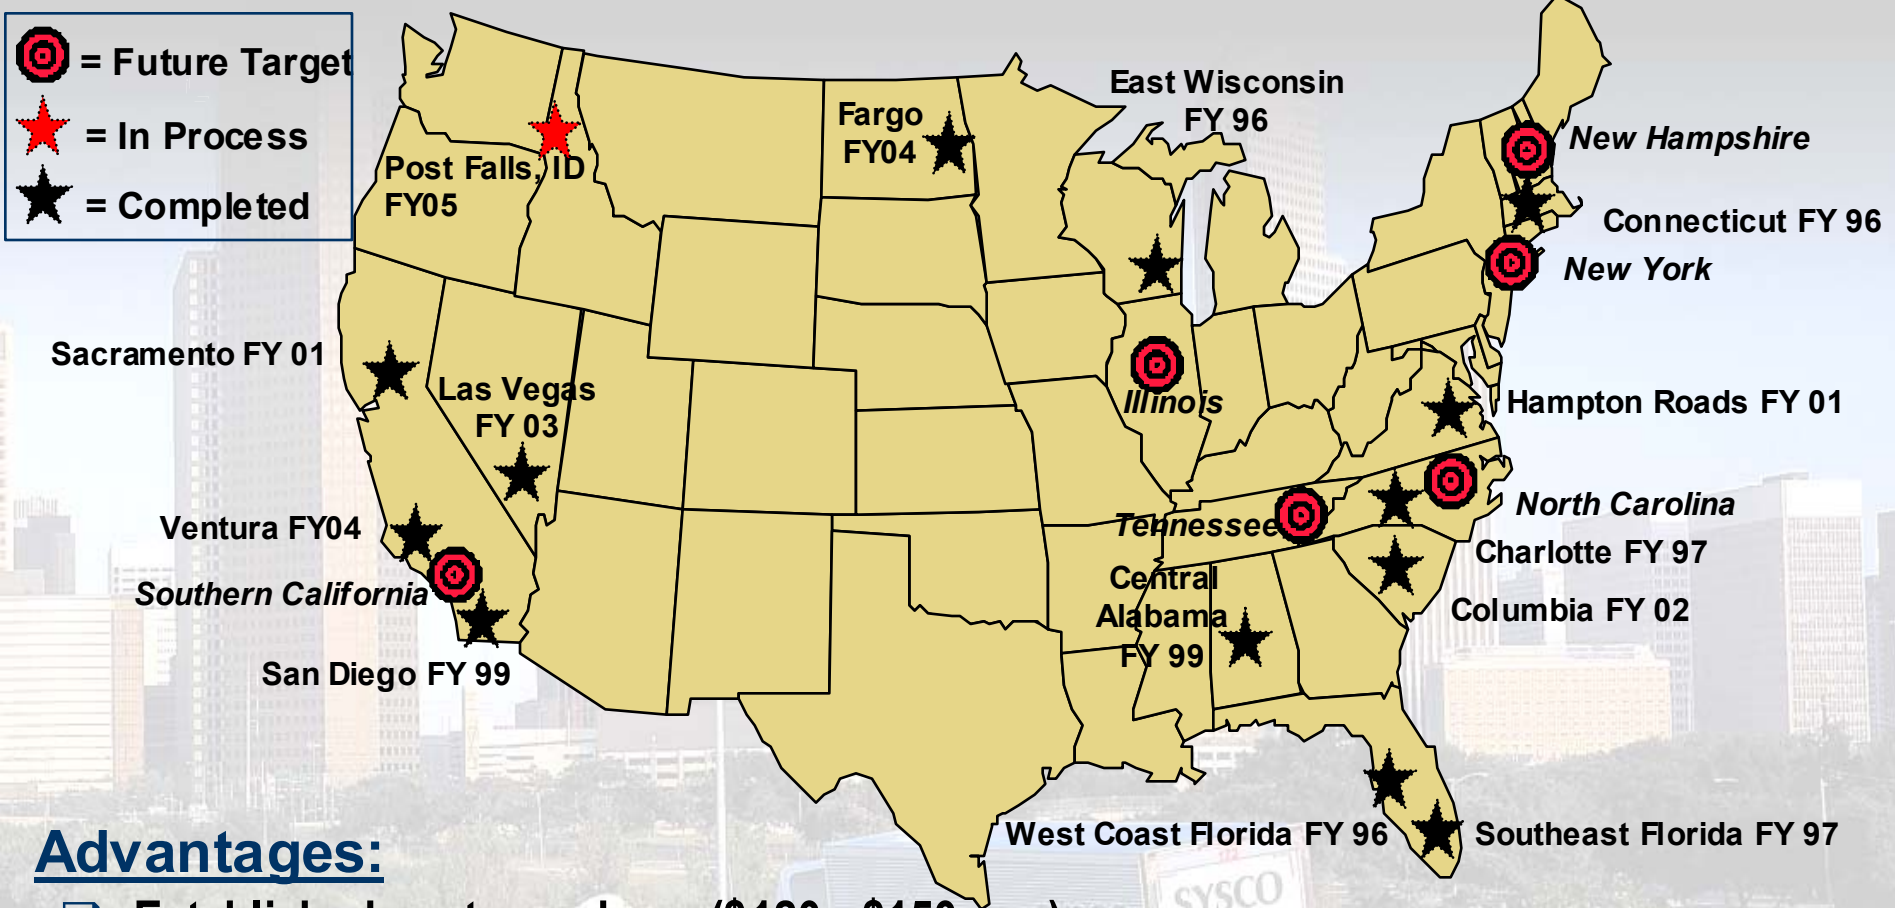 = Future Target
= In Process
= Completed
East Wisconsin
FY 96
Fargo
FY04
Post Falls, ID
FY05
New Hampshire
Connecticut FY 96
New York
Sacramento FY 01
Las Vegas
FY 03
Illinois
Hampton Roads FY 01
Ventura FY04
Tennessee
North Carolina
Charlotte FY 97
Southern California
Central
Alabama
FY 99
Columbia FY 02
San Diego FY 99
West Coast Florida FY 96
Southeast Florida FY 97
Advantages:
SYSCO